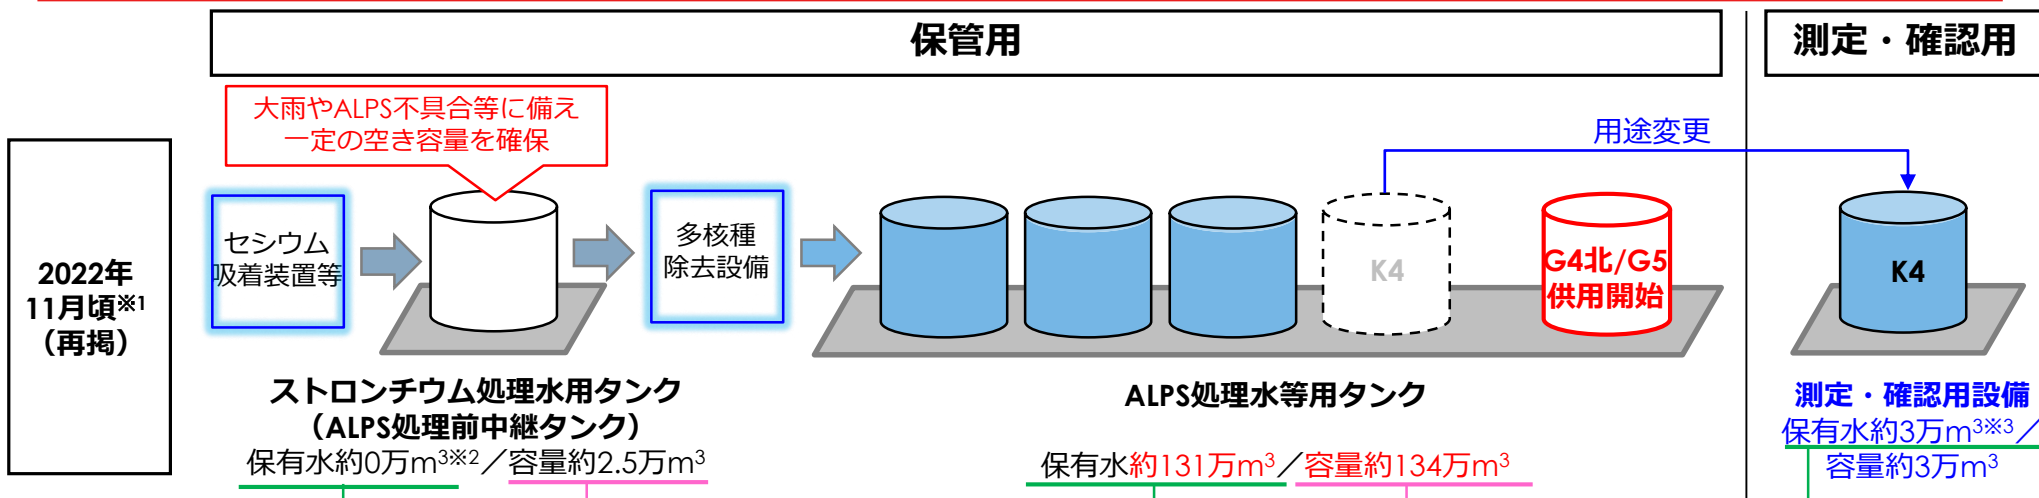 保管用
測定・確認用
大雨やALPS不具合等に備え
一定の空き容量を確保
用途変更
2022年
11月頃※1
（再掲）
セシウム
吸着装置等
多核種
除去設備
K4
G4北/G5
供用開始
K4
ストロンチウム処理水用タンク
（ALPS処理前中継タンク）
保有水約0万m3※2／容量約2.5万m3
ALPS処理水等用タンク
保有水約131万m3／容量約134万m3
測定・確認用設備
保有水約3万m3※3／
容量約3万m3